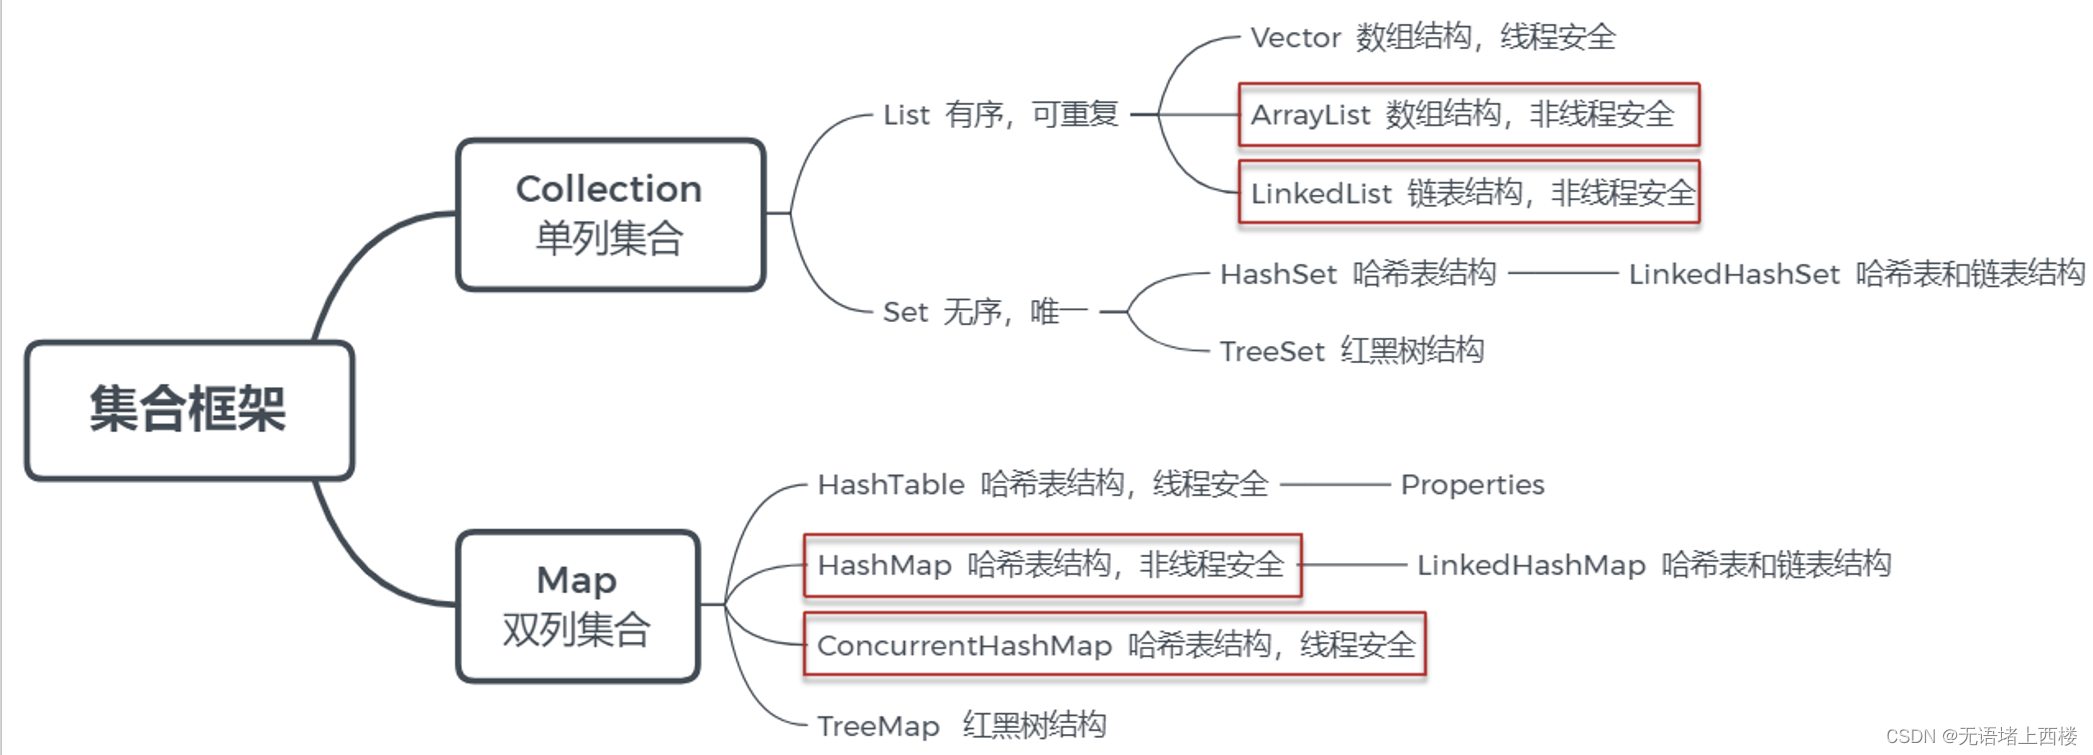 集合框架
Collection
单列集合
List 有序，可重复
Vector 数组结构，线程安全
ArrayList 数组结构，非线程安全
LinkedList 链表结构，非线程安全
Set 无序，唯一
HashSet 哈希表结构
LinkedHashSet 哈希表和链表结构
TreeSet 红黑树结构
Map
双列集合
HashTable 哈希表结构，线程安全
Properties
HashMap 哈希表结构，非线程安全
LinkedHashMap 哈希表和链表结构
ConcurrentHashMap 哈希表结构，线程安全
TreeMap 红黑树结构
CSDN @无语堵上西楼